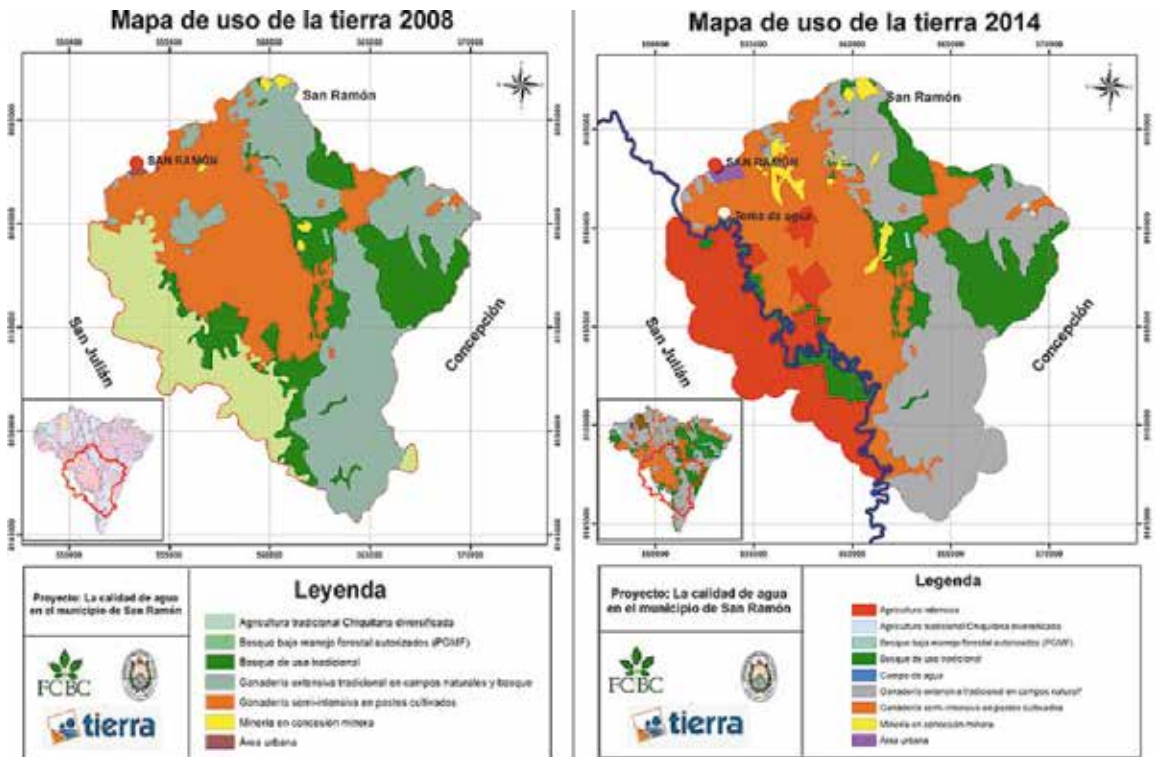 Mapa de uso de la tierra 2008
San Ramón
SAN RAMÓN
San Julián
Concepción
Proyecto: La calidad de agua
en el municipio de San Ramón
FCBC
tierra
Leyenda
Agricultura tradicional Chiquitana diversificada
Bosque bajo manejo forestal autorizados (PGMF)
Bosque de uso tradicional
Ganadería extensiva tradicional en campos naturales y bosque
Ganadería semi-intensiva en pastos cultivados
Minería en concesión minera
Área urbana
Mapa de uso de la tierra 2014
San Ramón
SAN RAMÓN
Toma de agua
San Julián
Concepción
Proyecto: La calidad de agua
en el municipio de San Ramón
FCBC
tierra
Legenda
Agricultura intensiva
Agricultura tradicional Chiquitana diversificada
Bosque bajo manejo forestal autorizados (PGMF)
Bosque de uso tradicional
Cuerpo de agua
Ganadería extensiva tradicional en campos natural*
Ganadería semi-intensiva en pastos cultivados
Minería en concesión minera
Área urbana